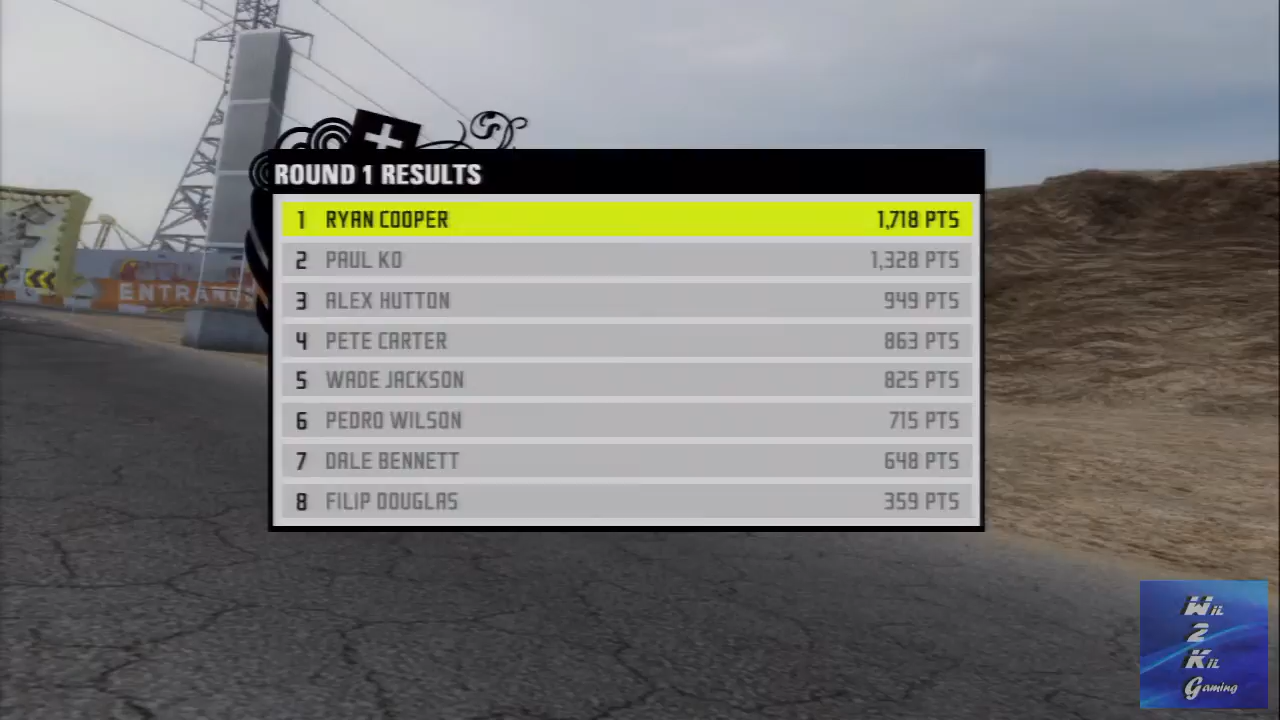 ROUND 1 RESULTS
1 RYAN COOPER 1,718 PTS
2 PAUL KO 1,328 PTS
3 ALEX HUTTON 949 PTS
4 PETE CARTER 863 PTS
5 WADE JACKSON 825 PTS
6 PEDRO WILSON 715 PTS
7 DALE BENNETT 648 PTS
8 FILIP DOUGLAS 359 PTS
WiL
2
KiL
Gaming